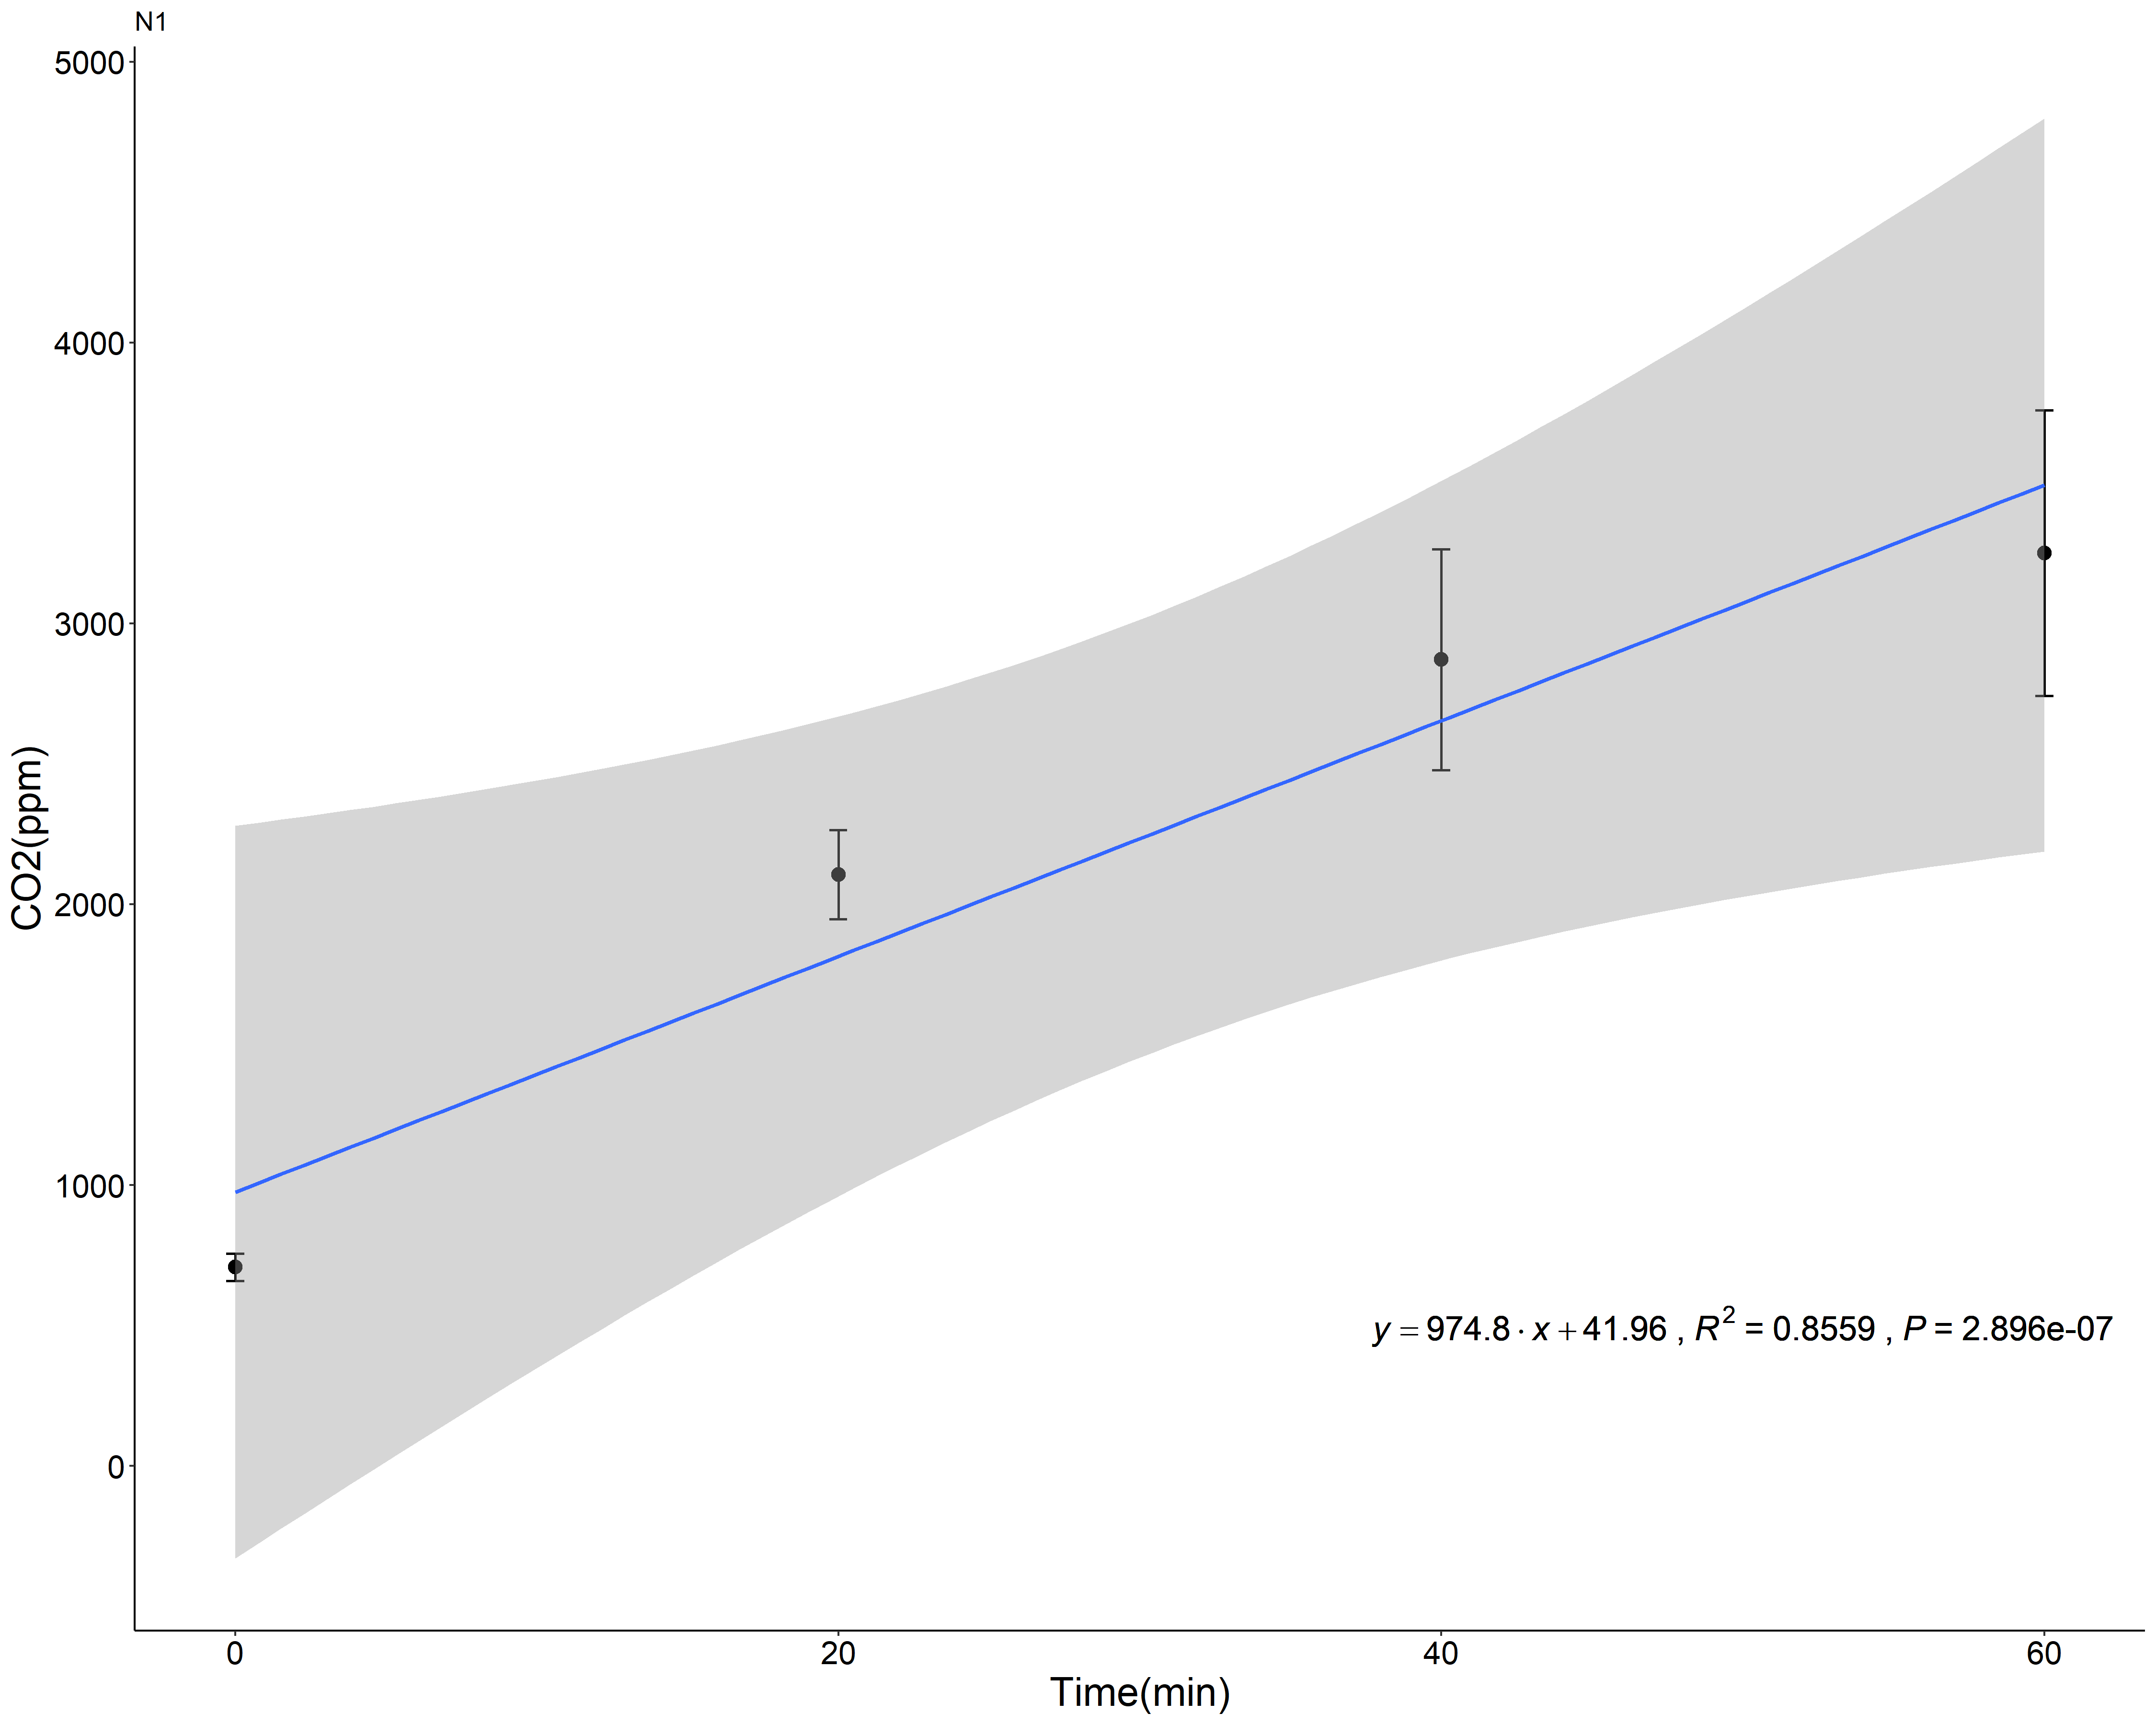 N1
5000
4000
3000
2000
1000
0
CO2(ppm)
y = 974.8 · x + 41.96 , R² = 0.8559 , P = 2.896e-07
0 20 40 60
Time(min)